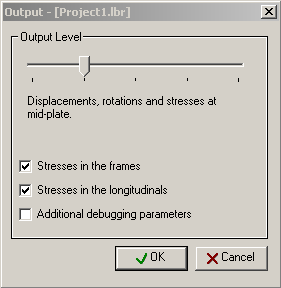 Output - [Project1.lbr]
Output Level
Displacements, rotations and stresses at
mid-plate.
Stresses in the frames
Stresses in the longitudinals
Additional debugging parameters
OK
Cancel